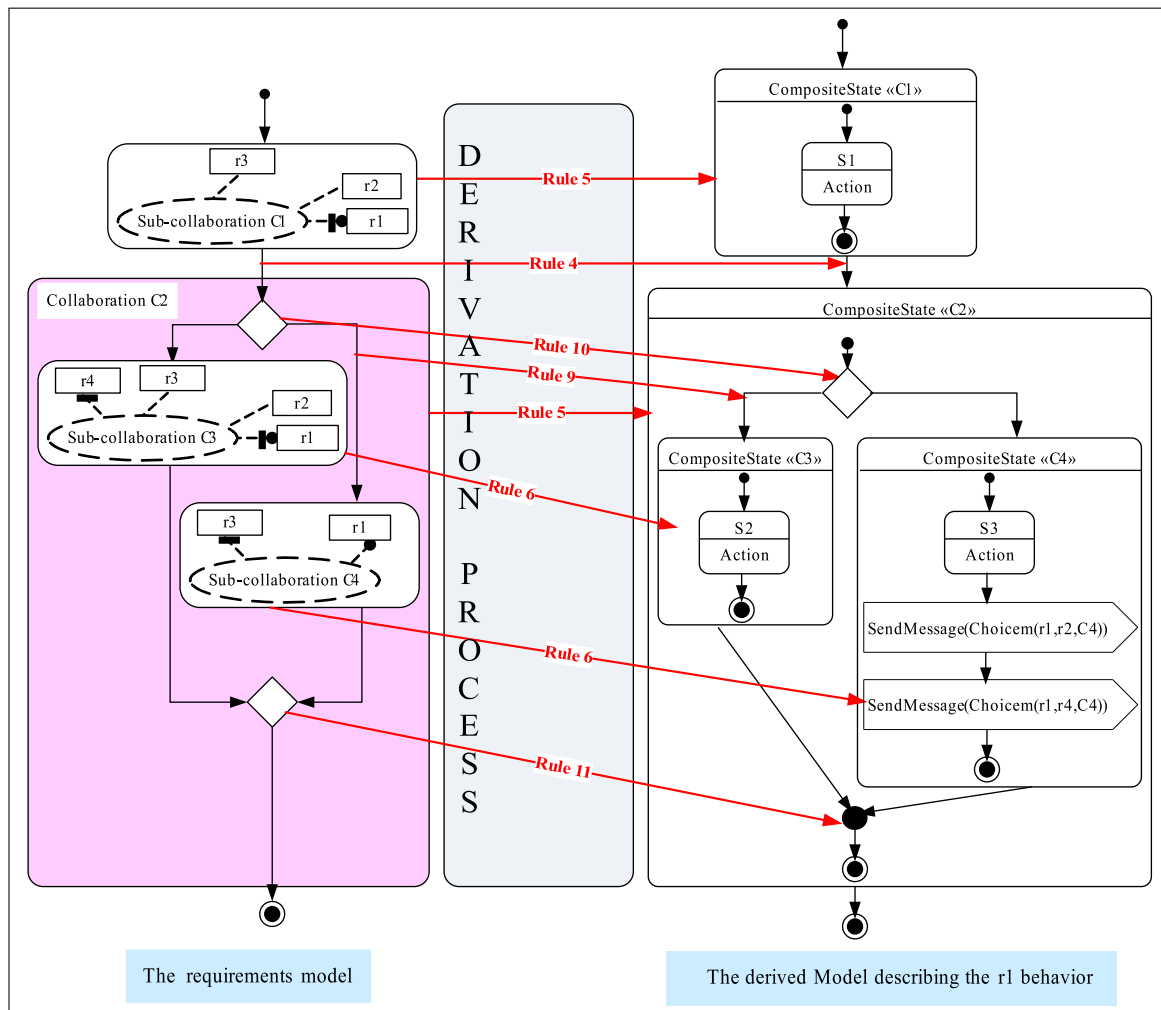 r3
r2
Sub-collaboration C1
r1
Collaboration C2
r4
r3
r2
Sub-collaboration C3
r1
r3
r1
Sub-collaboration C4
The requirements model
DERIVATION PROCESS
Rule 5
Rule 4
Rule 10
Rule 9
Rule 5
Rule 6
Rule 6
Rule 11
CompositeState «C1»
S1
Action
CompositeState «C2»
CompositeState «C3»
S2
Action
CompositeState «C4»
S3
Action
SendMessage(Choicem(r1,r2,C4))
SendMessage(Choicem(r1,r4,C4))
The derived Model describing the r1 behavior